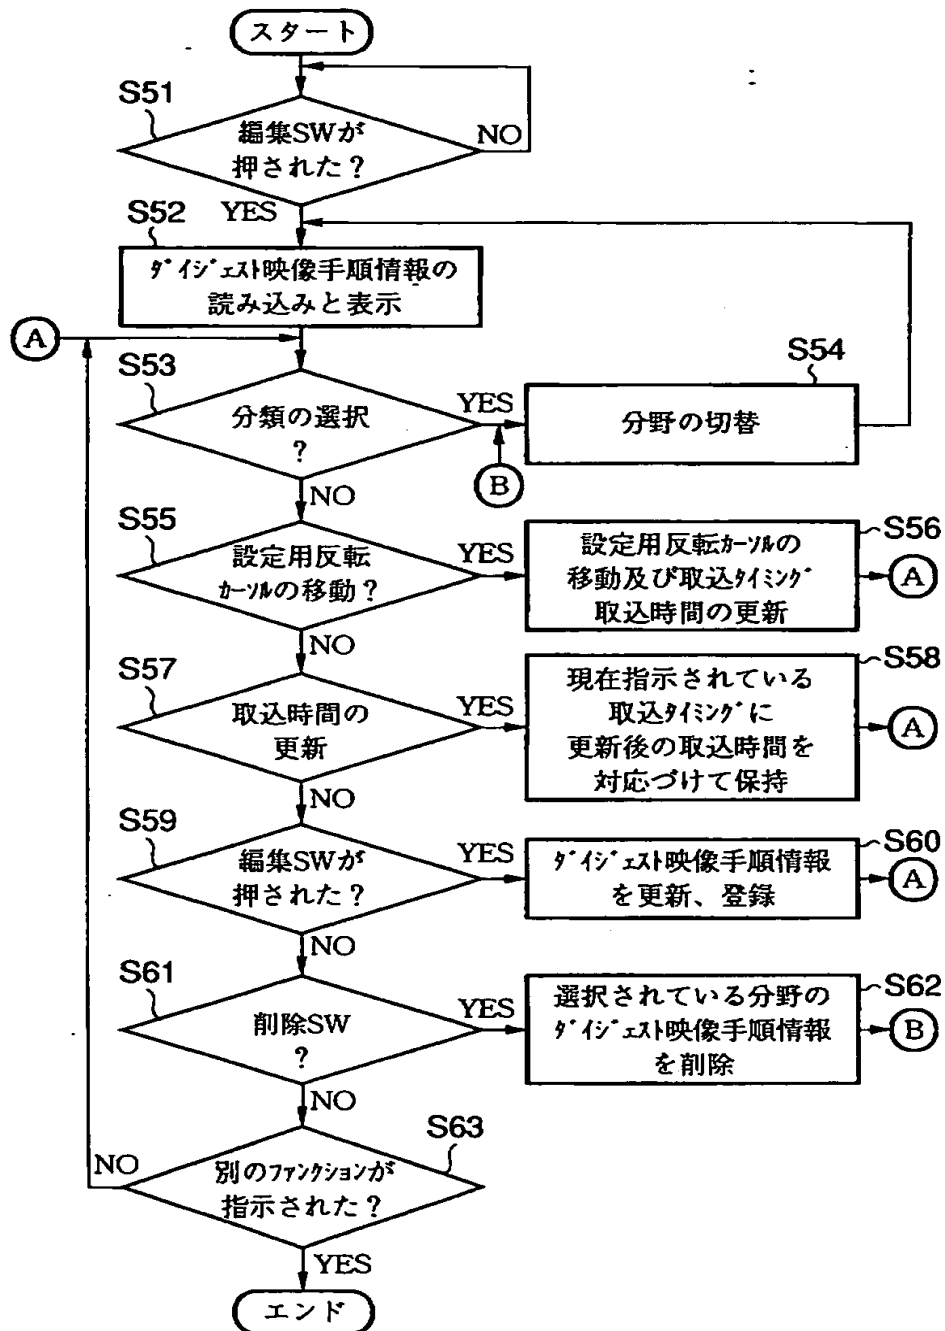 スタート
S51
編集SWが
押された?
NO
YES
S52
ダイジェスト映像手順情報の
読み込みと表示
A
S53
分類の選択
?
YES
S54
分野の切替
B
NO
S55
設定用反転
カーソルの移動?
YES
S56
設定用反転カーソルの
移動及び取込タイミング
取込時間の更新
A
NO
S57
取込時間の
更新
YES
S58
現在指示されている
取込タイミングに
更新後の取込時間を
対応づけて保持
A
NO
S59
編集SWが
押された?
YES
S60
ダイジェスト映像手順情報
を更新、登録
A
NO
S61
削除SW
?
YES
S62
選択されている分野の
ダイジェスト映像手順情報
を削除
B
NO
S63
別のファンクションが
指示された?
NO
YES
エンド